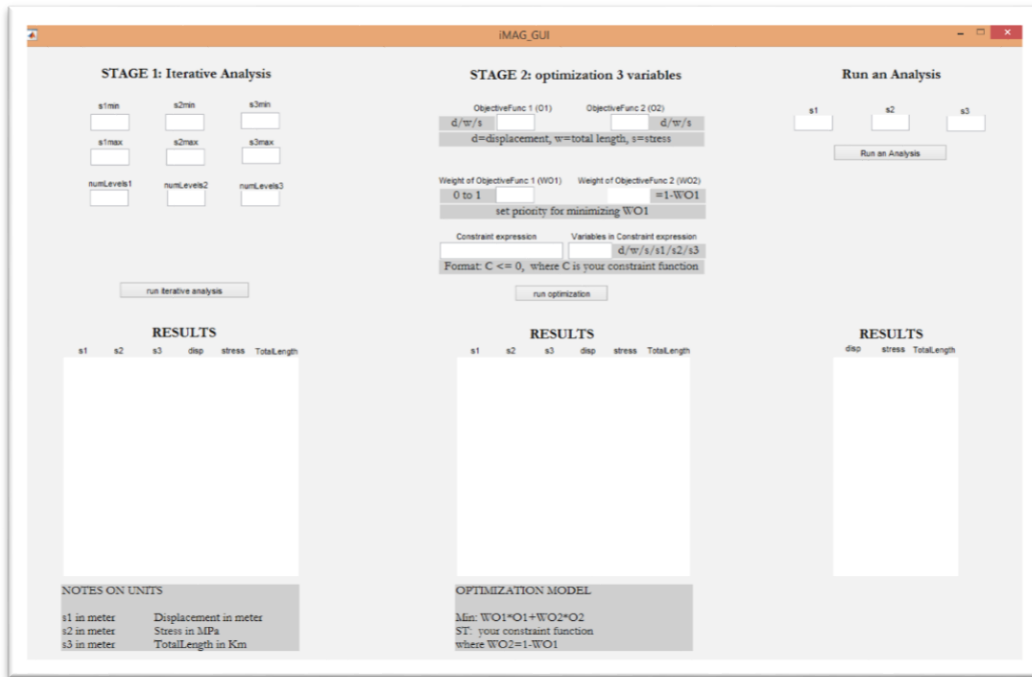 iMAG_GUI
STAGE 1: Iterative Analysis
s1min s2min s3min
s1max s2max s3max
numLevels1 numLevels2 numLevels3
run iterative analysis
RESULTS
s1 s2 s3 disp stress TotalLength
NOTES ON UNITS
s1 in meter Displacement in meter
s2 in meter Stress in MPa
s3 in meter TotalLength in Km
STAGE 2: optimization 3 variables
ObjectiveFunc 1 (O1) ObjectiveFunc 2 (O2)
d/w/s d/w/s
d=displacement, w=total length, s=stress
Weight of ObjectiveFunc 1 (WO1) Weight of ObjectiveFunc 2 (WO2)
0 to 1 =1-WO1
set priority for minimizing WO1
Constraint expression Variables in Constraint expression
d/w/s/s1/s2/s3
Format: C <= 0, where C is your constraint function
run optimization
RESULTS
s1 s2 s3 disp stress TotalLength
OPTIMIZATION MODEL
Min: WO1*O1+WO2*O2
ST: your constraint function
where WO2=1-WO1
Run an Analysis
s1 s2 s3
Run an Analysis
RESULTS
disp stress TotalLength